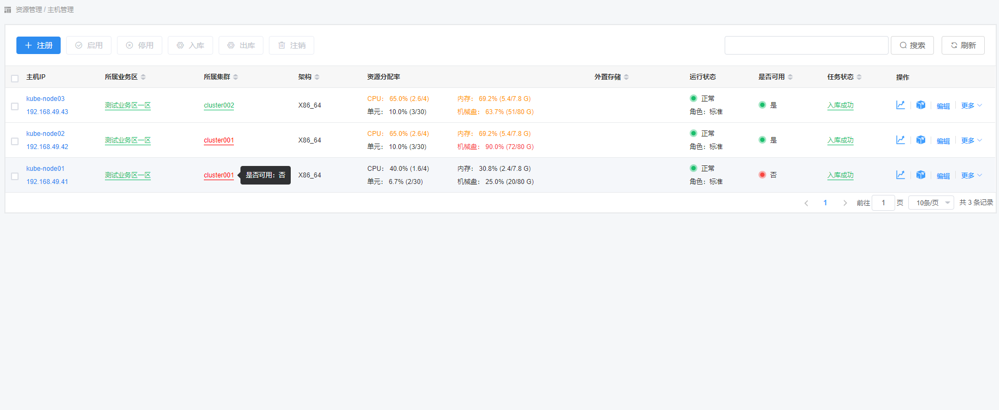 资源管理 / 主机管理
注册 启用 停用 入库 出库 注销 搜索 刷新
主机IP 所属业务区 所属集群 架构 资源分配率 外置存储 运行状态 是否可用 任务状态 操作
kube-node03 CPU： 65.0% (2.6/4) 内存： 69.2% (5.4/7.8 G) 正常
测试业务区一区 cluster002 X86_64 是 入库成功 编辑 更多
192.168.49.43 单元： 10.0% (3/30) 机械盘： 63.7% (51/80 G) 角色：标准
kube-node02 CPU： 65.0% (2.6/4) 内存： 69.2% (5.4/7.8 G) 正常
测试业务区一区 cluster001 X86_64 是 入库成功 编辑 更多
192.168.49.42 单元： 10.0% (3/30) 机械盘： 90.0% (72/80 G) 角色：标准
kube-node01 CPU： 40.0% (1.6/4) 内存： 30.8% (2.4/7.8 G) 正常
测试业务区一区 cluster001 是否可用：否 X86_64 否 入库成功 编辑 更多
192.168.49.41 单元： 6.7% (2/30) 机械盘： 25.0% (20/80 G) 角色：标准
1 前往 1 页 10条/页 共 3 条记录